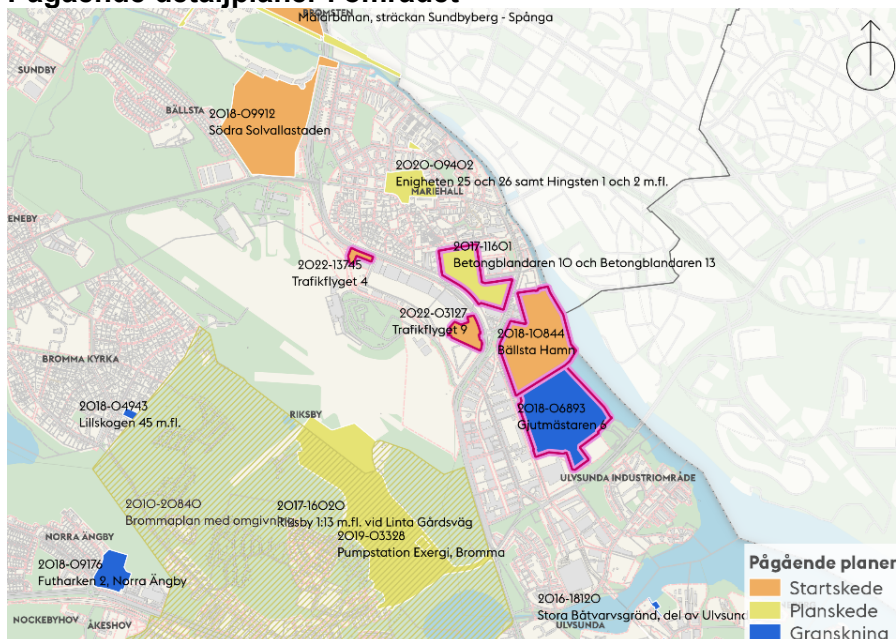 Pågående detaljplaner i området
BROMSTEN
Mälarbanan, sträckan Sundbyberg - Spånga
SUNDBY
BÄLLSTA
2018-09912
Södra Solvallastaden
2020-09402
Enigheten 25 och 26 samt Hingsten 1 och 2 m.fl.
MARIEHÄLL
ENEBY
2017-11601
Betongblandaren 10 och Betongblandaren 13
2022-13745
Trafikflyget 4
2022-03127
Trafikflyget 9
2018-10844
Bällsta Hamn
BROMMA KYRKA
2018-04943
Lillskogen 45 m.fl.
RIKSBY
2018-06893
Gjutmästaren 6
ULVSUNDA INDUSTRIOMRÅDE
2010-20840
Brommaplan med omgivning
2017-16020
Riksby 1:13 m.fl. vid Linta Gårdsväg
2019-03328
Pumpstation Exergi, Bromma
NORRA ÄNGBY
2018-09176
Futharken 2, Norra Ängby
NOCKEBYHOV
ÅKESHOV
2016-18120
Stora Båtvarvsgränd, del av Ulvsund
ULVSUNDA
Pågående planer
Startskede
Planskede
Granskning